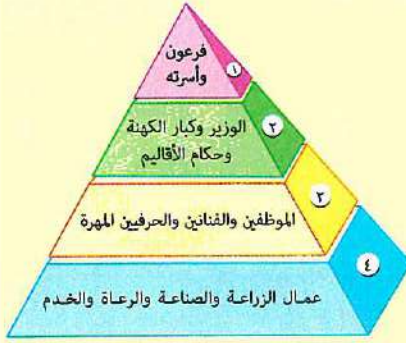 فرعون
وأسرته
١
الوزير وكبار الكهنة
وحكام الأقاليم
٢
الموظفين والفنانين والحرفيين المهرة
٣
عمال الزراعة والصناعة والرعاة والخدم
٤